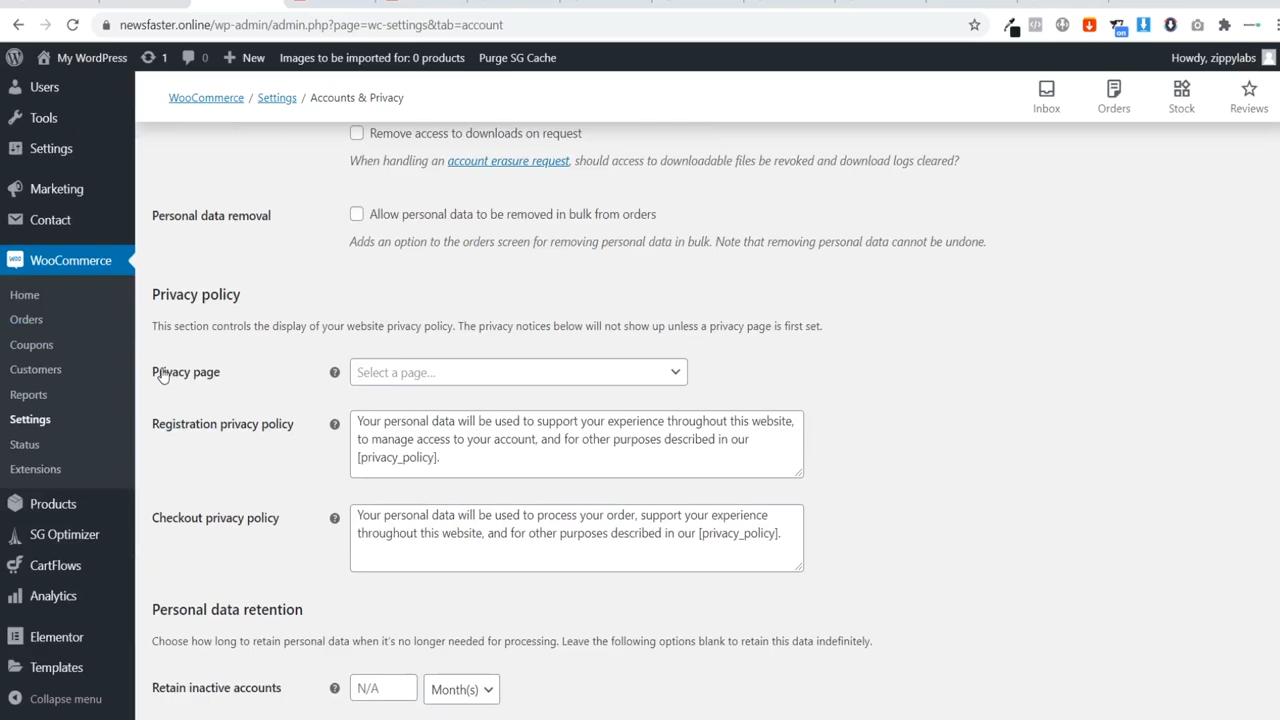 newsfaster.online/wp-admin/admin.php?page=wc-settings&tab=account
on
My WordPress 1 0 New Images to be imported for: 0 products Purge SG Cache Howdy, zippylabs
Users
Tools
Settings
Marketing
Contact
WooCommerce
Home
Orders
Coupons
Customers
Reports
Settings
Status
Extensions
Products
SG Optimizer
CartFlows
Analytics
Elementor
Templates
Collapse menu
WooCommerce / Settings / Accounts & Privacy
Inbox Orders Stock Reviews
Remove access to downloads on request
When handling an account erasure request, should access to downloadable files be revoked and download logs cleared?
Personal data removal Allow personal data to be removed in bulk from orders
Adds an option to the orders screen for removing personal data in bulk. Note that removing personal data cannot be undone.
Privacy policy
This section controls the display of your website privacy policy. The privacy notices below will not show up unless a privacy page is first set.
Privacy page ? Select a page...
Registration privacy policy ? Your personal data will be used to support your experience throughout this website,
to manage access to your account, and for other purposes described in our
[privacy_policy].
Checkout privacy policy ? Your personal data will be used to process your order, support your experience
throughout this website, and for other purposes described in our [privacy_policy].
Personal data retention
Choose how long to retain personal data when it's no longer needed for processing. Leave the following options blank to retain this data indefinitely.
Retain inactive accounts ? N/A Month(s)